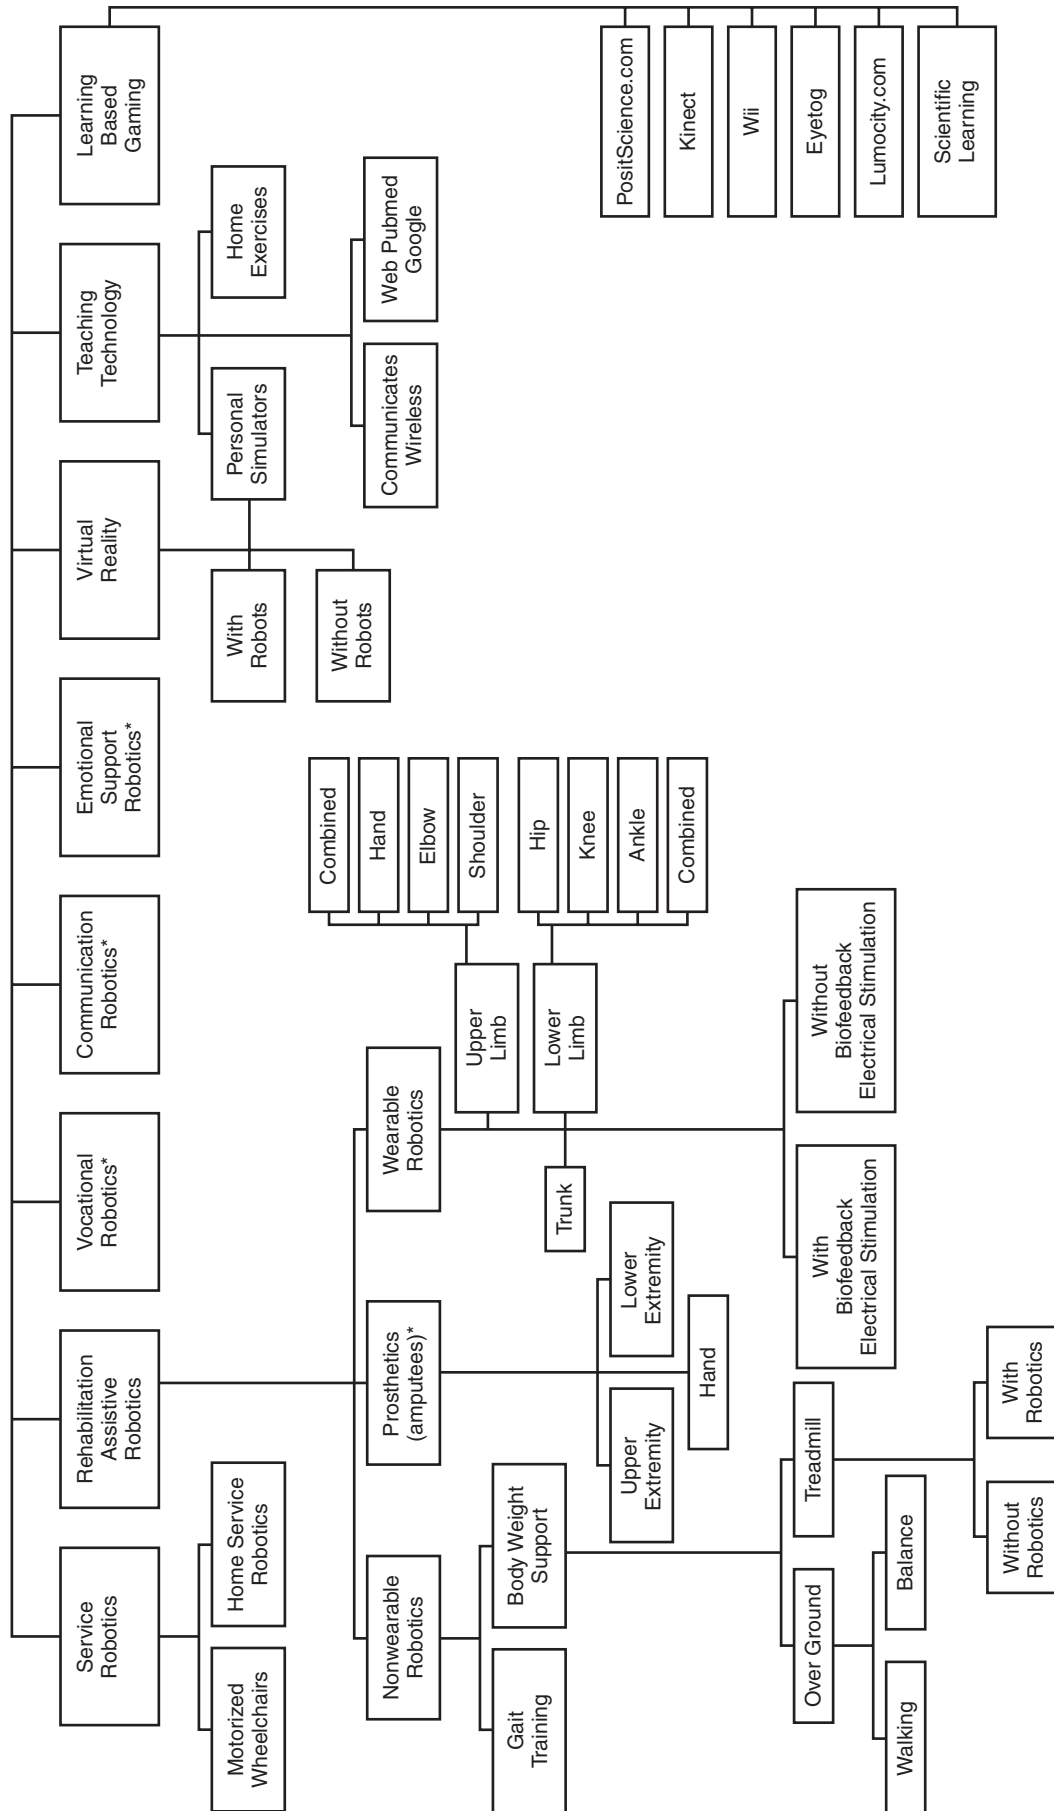 Service
Robotics
Rehabilitation
Assistive
Robotics
Vocational
Robotics*
Communication
Robotics*
Emotional
Support
Robotics*
Virtual
Reality
Teaching
Technology
Learning
Based
Gaming
Motorized
Wheelchairs
Home Service
Robotics
With
Robots
Without
Robots
Personal
Simulators
Home
Exercises
Communicates
Wireless
Web Pubmed
Google
Nonwearable
Robotics
Prosthetics
(amputees)*
Wearable
Robotics
Combined
Hand
Elbow
Shoulder
Upper
Limb
Hip
Knee
Ankle
Combined
Lower
Limb
Trunk
Gait
Training
Body Weight
Support
Upper
Extremity
Lower
Extremity
Hand
Over Ground
Treadmill
With
Biofeedback
Electrical Stimulation
Without
Biofeedback
Electrical Stimulation
Walking
Balance
Without
Robotics
With
Robotics
PositScience.com
Kinect
Wii
Eyetog
Lumocity.com
Scientific
Learning